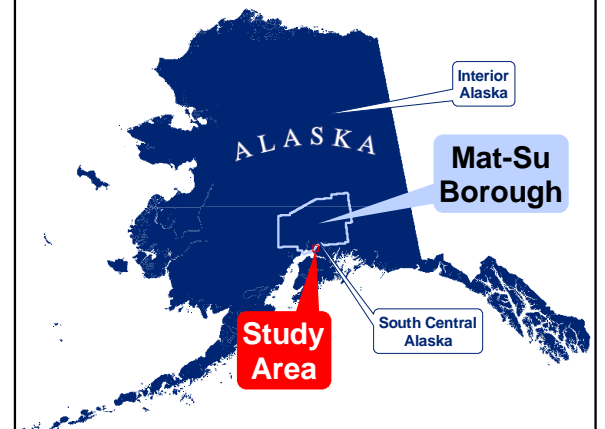 Interior
Alaska
ALASKA
Mat-Su
Borough
Study
Area
South Central
Alaska